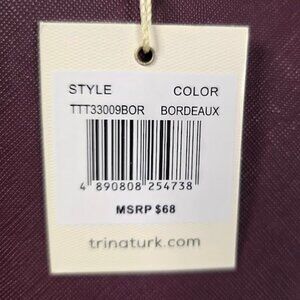 STYLE COLOR
TTT33009BOR BORDEAUX
4 890808 254738
MSRP $68
trinaturk.com